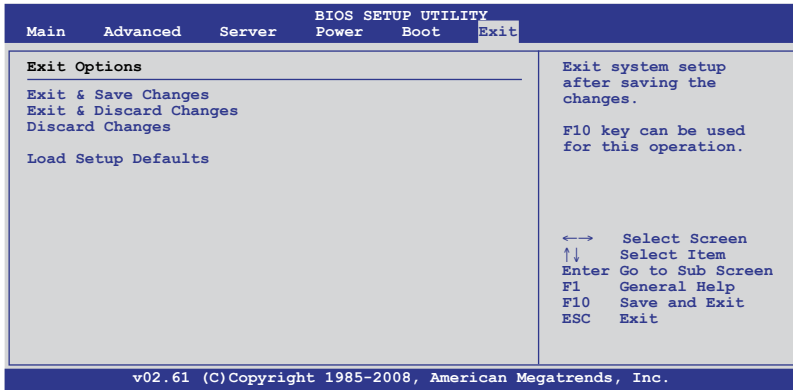 BIOS SETUP UTILITY
Main Advanced Server Power Boot Exit
Exit Options
Exit & Save Changes
Exit & Discard Changes
Discard Changes
Load Setup Defaults
Exit system setup
after saving the
changes.
F10 key can be used
for this operation.
←→ Select Screen
↑↓ Select Item
Enter Go to Sub Screen
F1 General Help
F10 Save and Exit
ESC Exit
v02.61 (C)Copyright 1985-2008, American Megatrends, Inc.